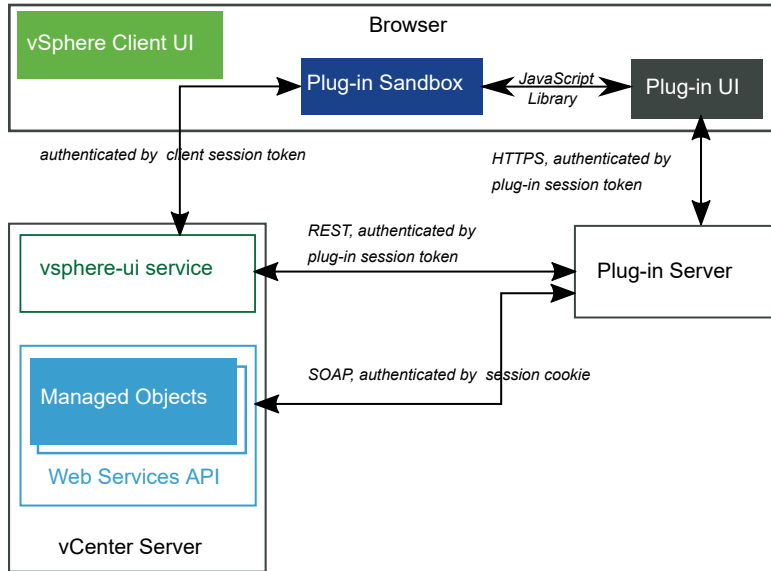 Browser
vSphere Client UI
Plug-in Sandbox
JavaScript
Library
Plug-in UI
authenticated by client session token
HTTPS, authenticated by
plug-in session token
REST, authenticated by
plug-in session token
vsphere-ui service
Plug-in Server
SOAP, authenticated by session cookie
Managed Objects
Web Services API
vCenter Server